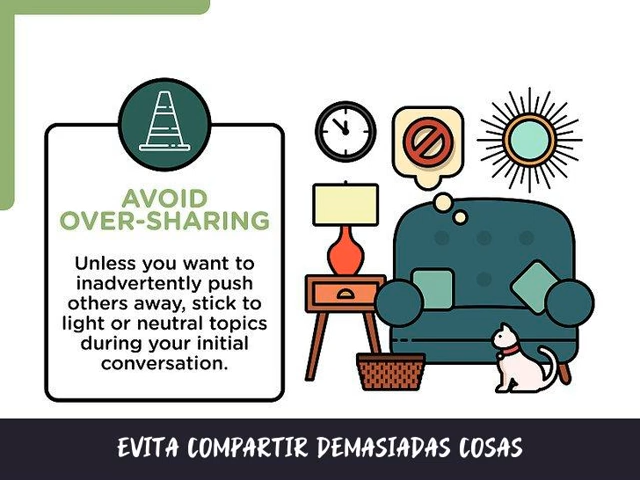 AVOID
OVER-SHARING
Unless you want to
inadvertently push
others away, stick to
light or neutral topics
during your initial
conversation.
EVITA COMPARTIR DEMASIADAS COSAS